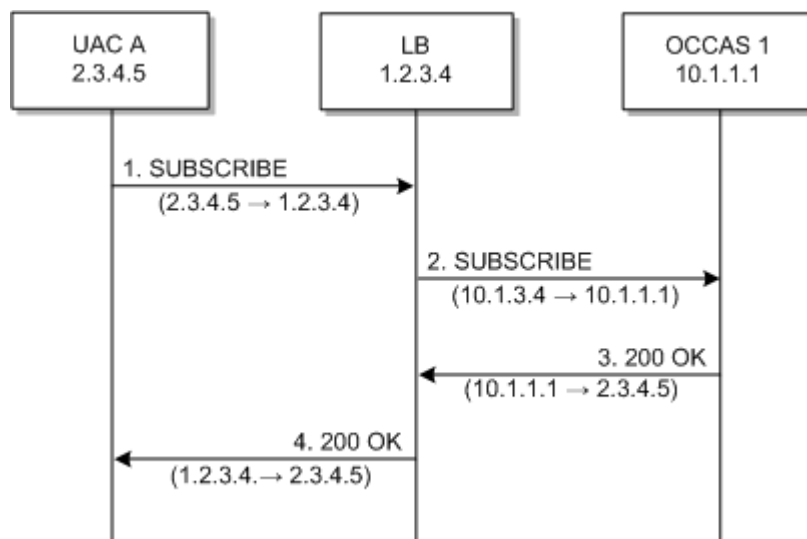 UAC A
2.3.4.5
LB
1.2.3.4
OCCAS 1
10.1.1.1
1. SUBSCRIBE
(2.3.4.5 → 1.2.3.4)
2. SUBSCRIBE
(10.1.3.4 → 10.1.1.1)
3. 200 OK
(10.1.1.1 → 2.3.4.5)
4. 200 OK
(1.2.3.4.→ 2.3.4.5)